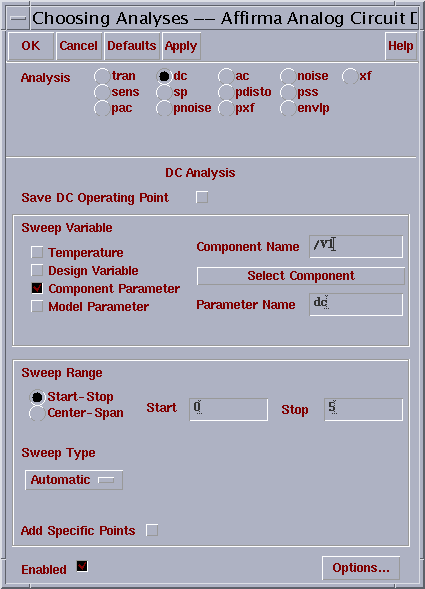 Choosing Analyses -- Affirma Analog Circuit D
OK Cancel Defaults Apply Help
Analysis tran dc ac noise xf
sens sp pdisto pss
pac pnoise pxf envlp
DC Analysis
Save DC Operating Point
Sweep Variable
Temperature
Design Variable
Component Parameter
Model Parameter
Component Name /V1
Select Component
Parameter Name dc
Sweep Range
Start-Stop
Center-Span
Start 0 Stop 5
Sweep Type
Automatic
Add Specific Points
Enabled Options...